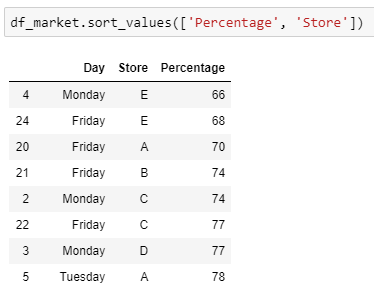 df_market.sort_values(['Percentage', 'Store'])
Day Store Percentage
4 Monday E 66
24 Friday E 68
20 Friday A 70
21 Friday B 74
2 Monday C 74
22 Friday C 77
3 Monday D 77
5 Tuesday A 78